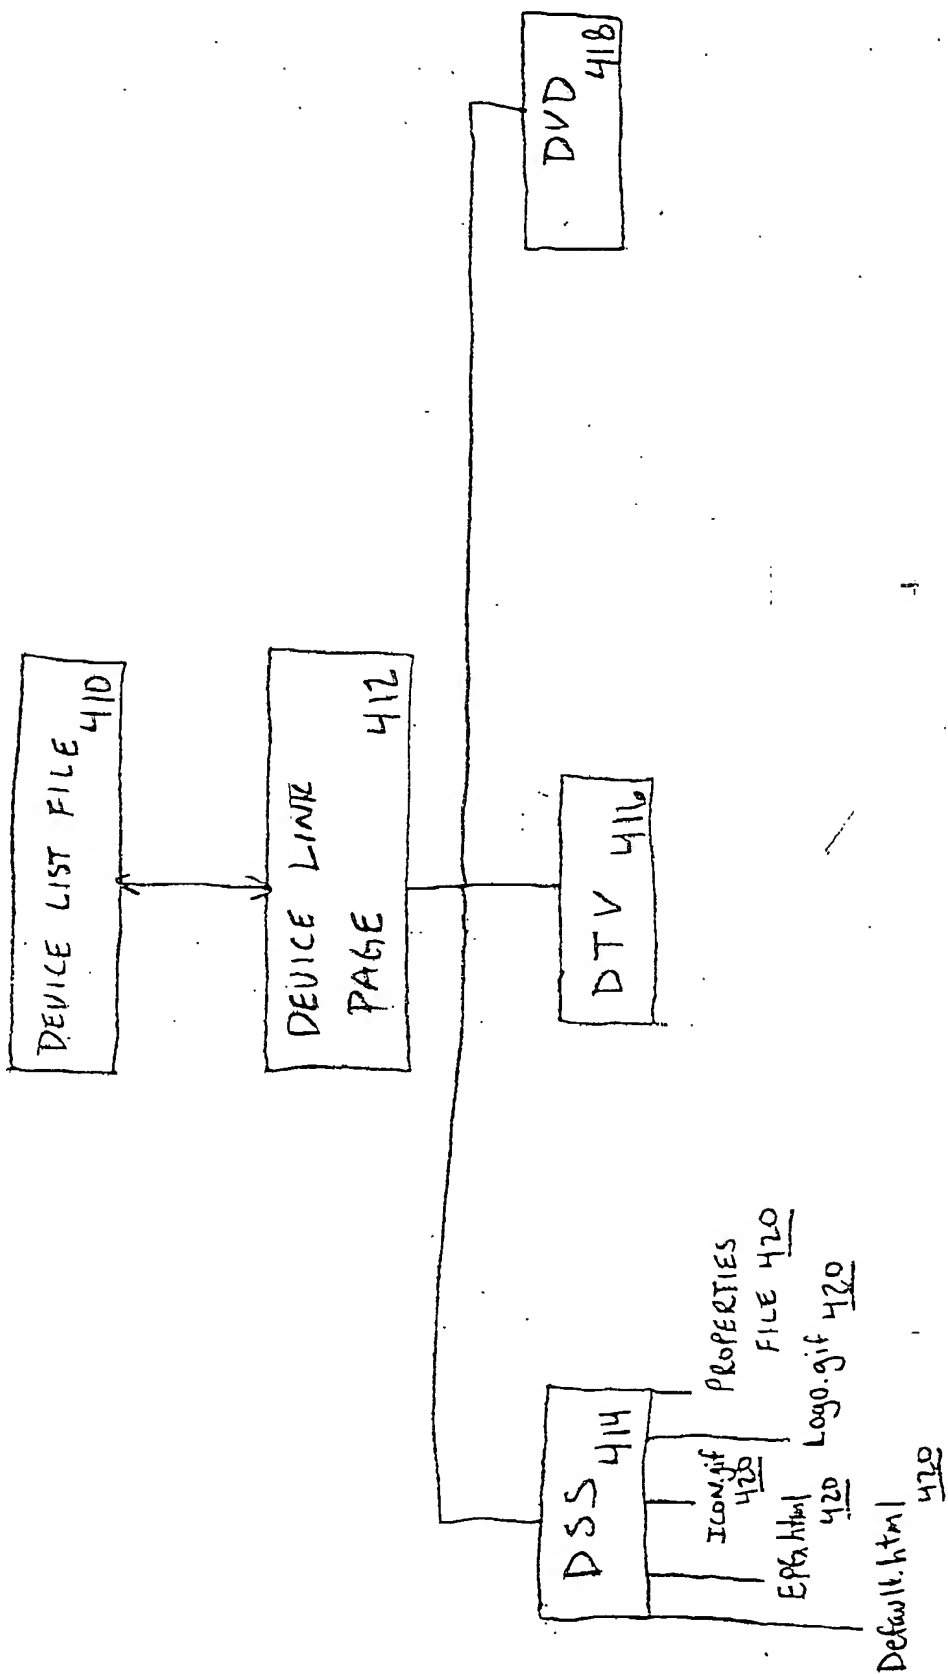 DEVICE LIST FILE
410
DEVICE LINK
PAGE 412
DSS
414
DTV 416
DVD
418
PROPERTIES
FILE 420
Logo.gif 420
ICON.gif
420
EPG.html
420
Default.html
420